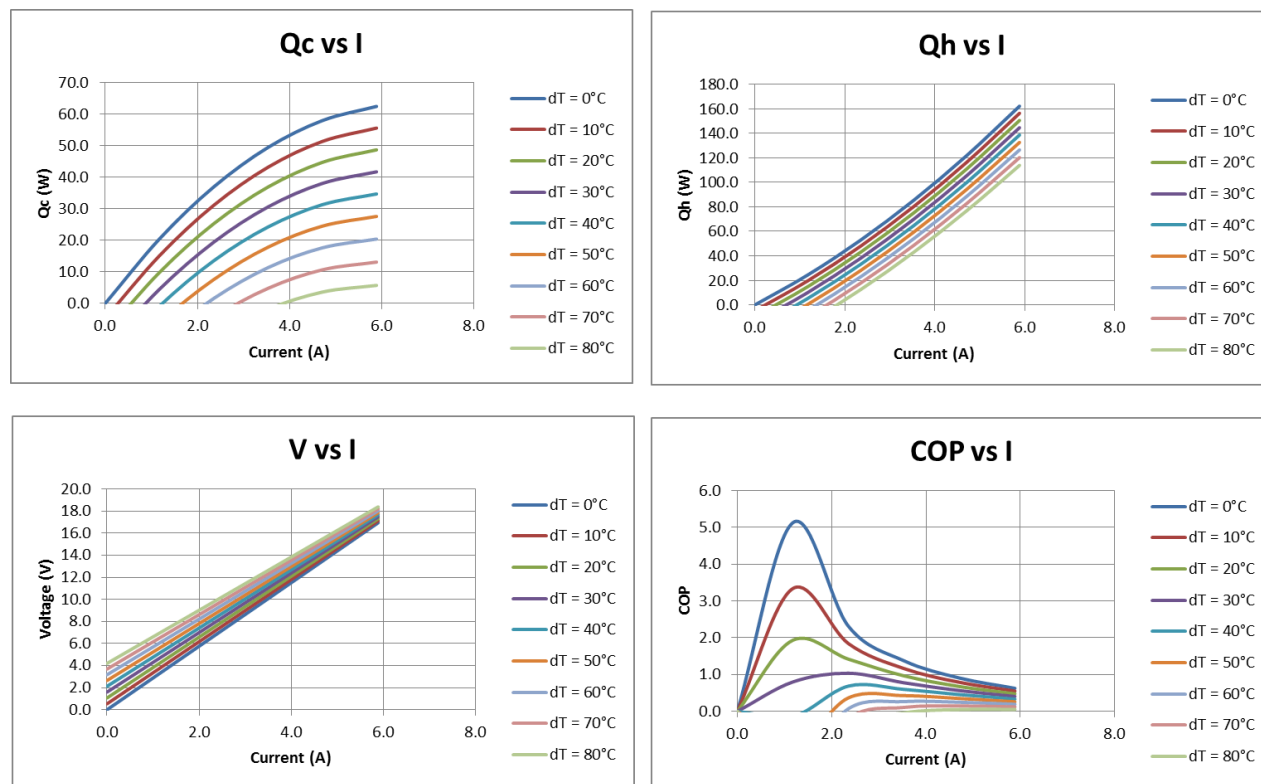 Qc vs I
70.0
60.0
50.0
40.0
30.0
20.0
10.0
0.0
Qc (W)
0.0 2.0 4.0 6.0 8.0
Current (A)
dT = 0°C
dT = 10°C
dT = 20°C
dT = 30°C
dT = 40°C
dT = 50°C
dT = 60°C
dT = 70°C
dT = 80°C
Qh vs I
180.0
160.0
140.0
120.0
100.0
80.0
60.0
40.0
20.0
0.0
Qh (W)
0.0 2.0 4.0 6.0 8.0
Current (A)
dT = 0°C
dT = 10°C
dT = 20°C
dT = 30°C
dT = 40°C
dT = 50°C
dT = 60°C
dT = 70°C
dT = 80°C
V vs I
20.0
18.0
16.0
14.0
12.0
10.0
8.0
6.0
4.0
2.0
0.0
Voltage (V)
0.0 2.0 4.0 6.0 8.0
Current (A)
dT = 0°C
dT = 10°C
dT = 20°C
dT = 30°C
dT = 40°C
dT = 50°C
dT = 60°C
dT = 70°C
dT = 80°C
COP vs I
6.0
5.0
4.0
3.0
2.0
1.0
0.0
COP
0.0 2.0 4.0 6.0 8.0
Current (A)
dT = 0°C
dT = 10°C
dT = 20°C
dT = 30°C
dT = 40°C
dT = 50°C
dT = 60°C
dT = 70°C
dT = 80°C